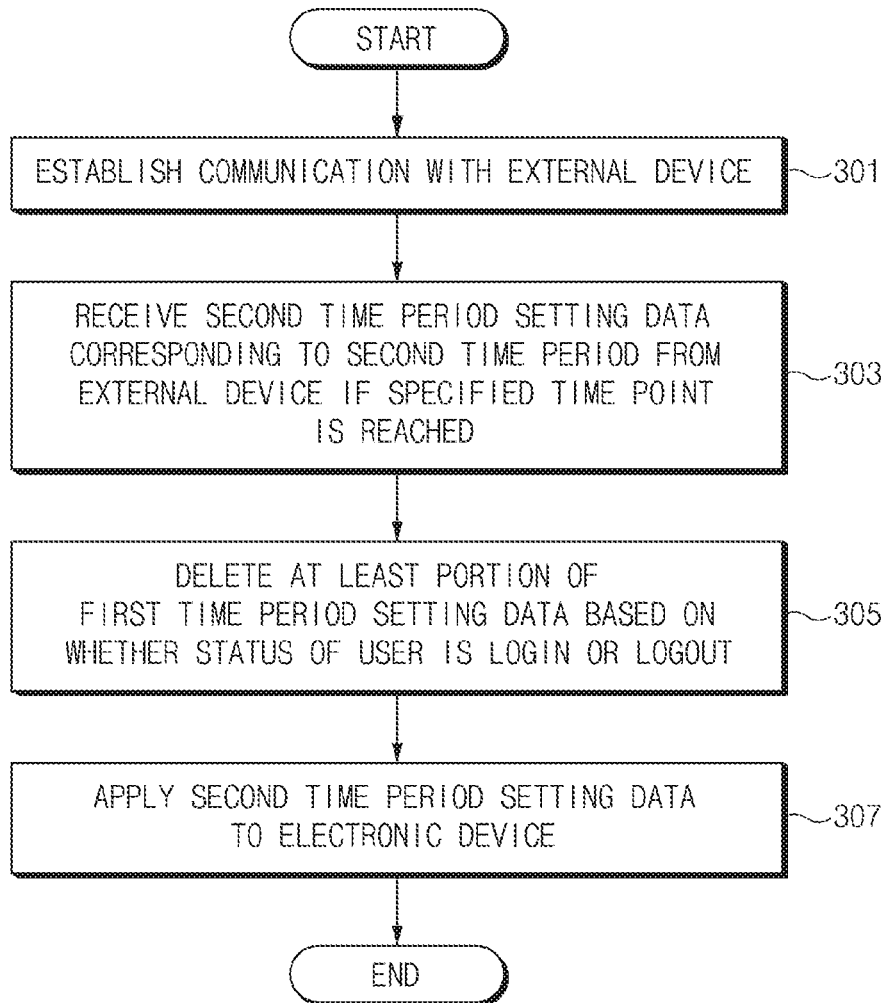 START
ESTABLISH COMMUNICATION WITH EXTERNAL DEVICE
301
RECEIVE SECOND TIME PERIOD SETTING DATA
CORRESPONDING TO SECOND TIME PERIOD FROM
EXTERNAL DEVICE IF SPECIFIED TIME POINT
IS REACHED
303
DELETE AT LEAST PORTION OF
FIRST TIME PERIOD SETTING DATA BASED ON
WHETHER STATUS OF USER IS LOGIN OR LOGOUT
305
APPLY SECOND TIME PERIOD SETTING DATA
TO ELECTRONIC DEVICE
307
END